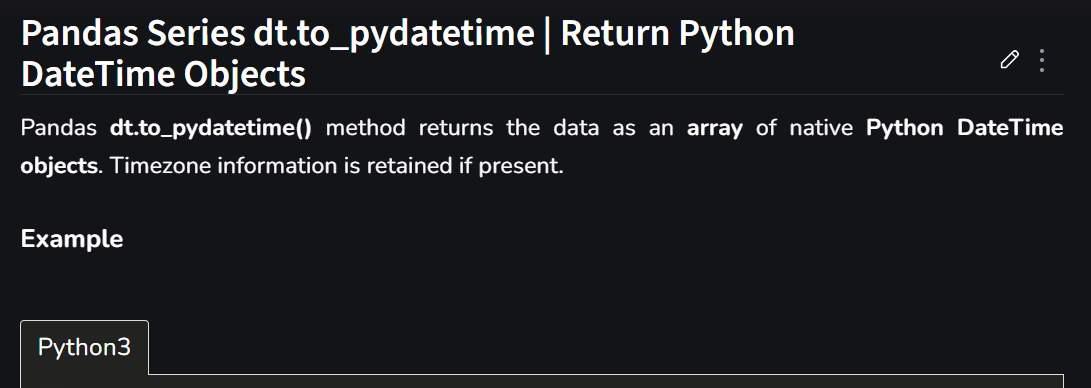 Pandas Series dt.to_pydatetime | Return Python
DateTime Objects
Pandas dt.to_pydatetime() method returns the data as an array of native Python DateTime
objects. Timezone information is retained if present.
Example
Python3